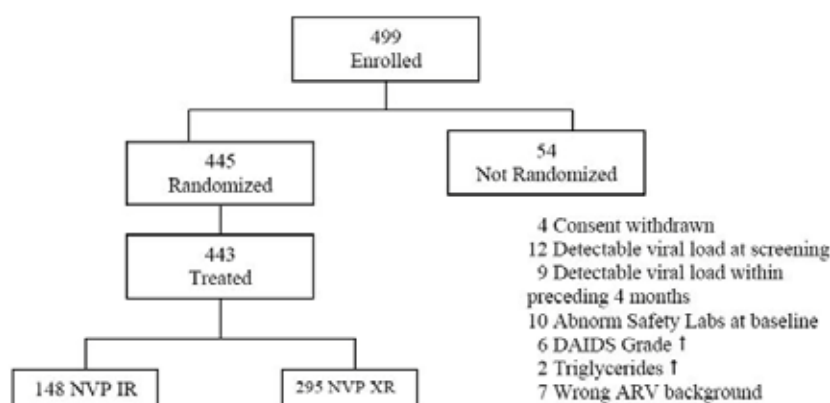 499
Enrolled
445
Randomized
54
Not Randomized
443
Treated
148 NVP IR
295 NVP XR
4 Consent withdrawn
12 Detectable viral load at screening
9 Detectable viral load within
preceding 4 months
10 Abnorm Safety Labs at baseline
6 DAIDS Grade ↑
2 Triglycerides ↑
7 Wrong ARV background